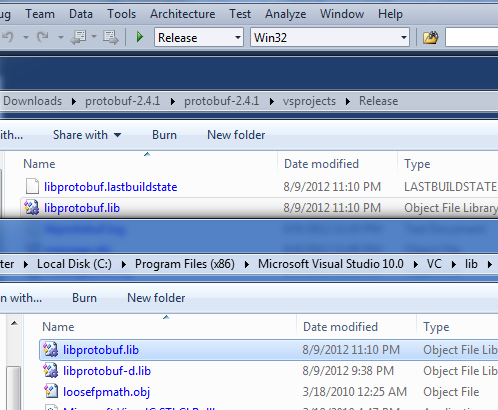 ug Team Data Tools Architecture Test Analyze Window Help
Release Win32
Downloads protobuf-2.4.1 protobuf-2.4.1 vsprojects Release
ith... Share with Burn New folder
Name Date modified Type
libprotobuf.lastbuildstate 8/9/2012 11:10 PM LASTBUILDSTATE
libprotobuf.lib 8/9/2012 11:10 PM Object File Library
ter Local Disk (C:) Program Files (x86) Microsoft Visual Studio 10.0 VC lib
n with... Burn New folder
Name Date modified Type
libprotobuf.lib 8/9/2012 11:10 PM Object File Lib
libprotobuf-d.lib 8/9/2012 9:38 PM Object File Lib
loosefpmath.obj 3/18/2010 12:25 AM Object File Lib